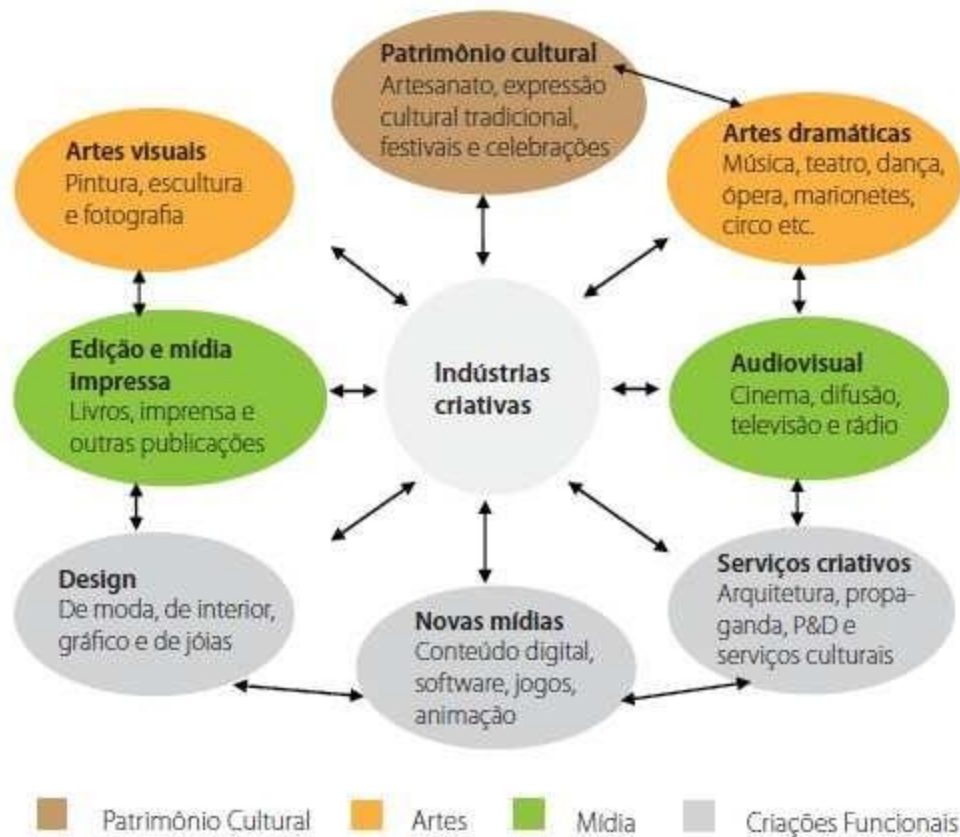 Patrimônio cultural
Artesanato, expressão
cultural tradicional,
festivais e celebrações
Artes visuais
Pintura, escultura
e fotografia
Artes dramáticas
Música, teatro, dança,
ópera, marionetes,
circo etc.
Edição e mídia
impressa
Livros, imprensa e
outras publicações
Indústrias
criativas
Audiovisual
Cinema, difusão,
televisão e rádio
Design
De moda, de interior,
gráfico e de jóias
Novas mídias
Conteúdo digital,
software, jogos,
animação
Serviços criativos
Arquitetura, propa-
ganda, P&D e
serviços culturais
Patrimônio Cultural
Artes
Mídia
Criações Funcionais